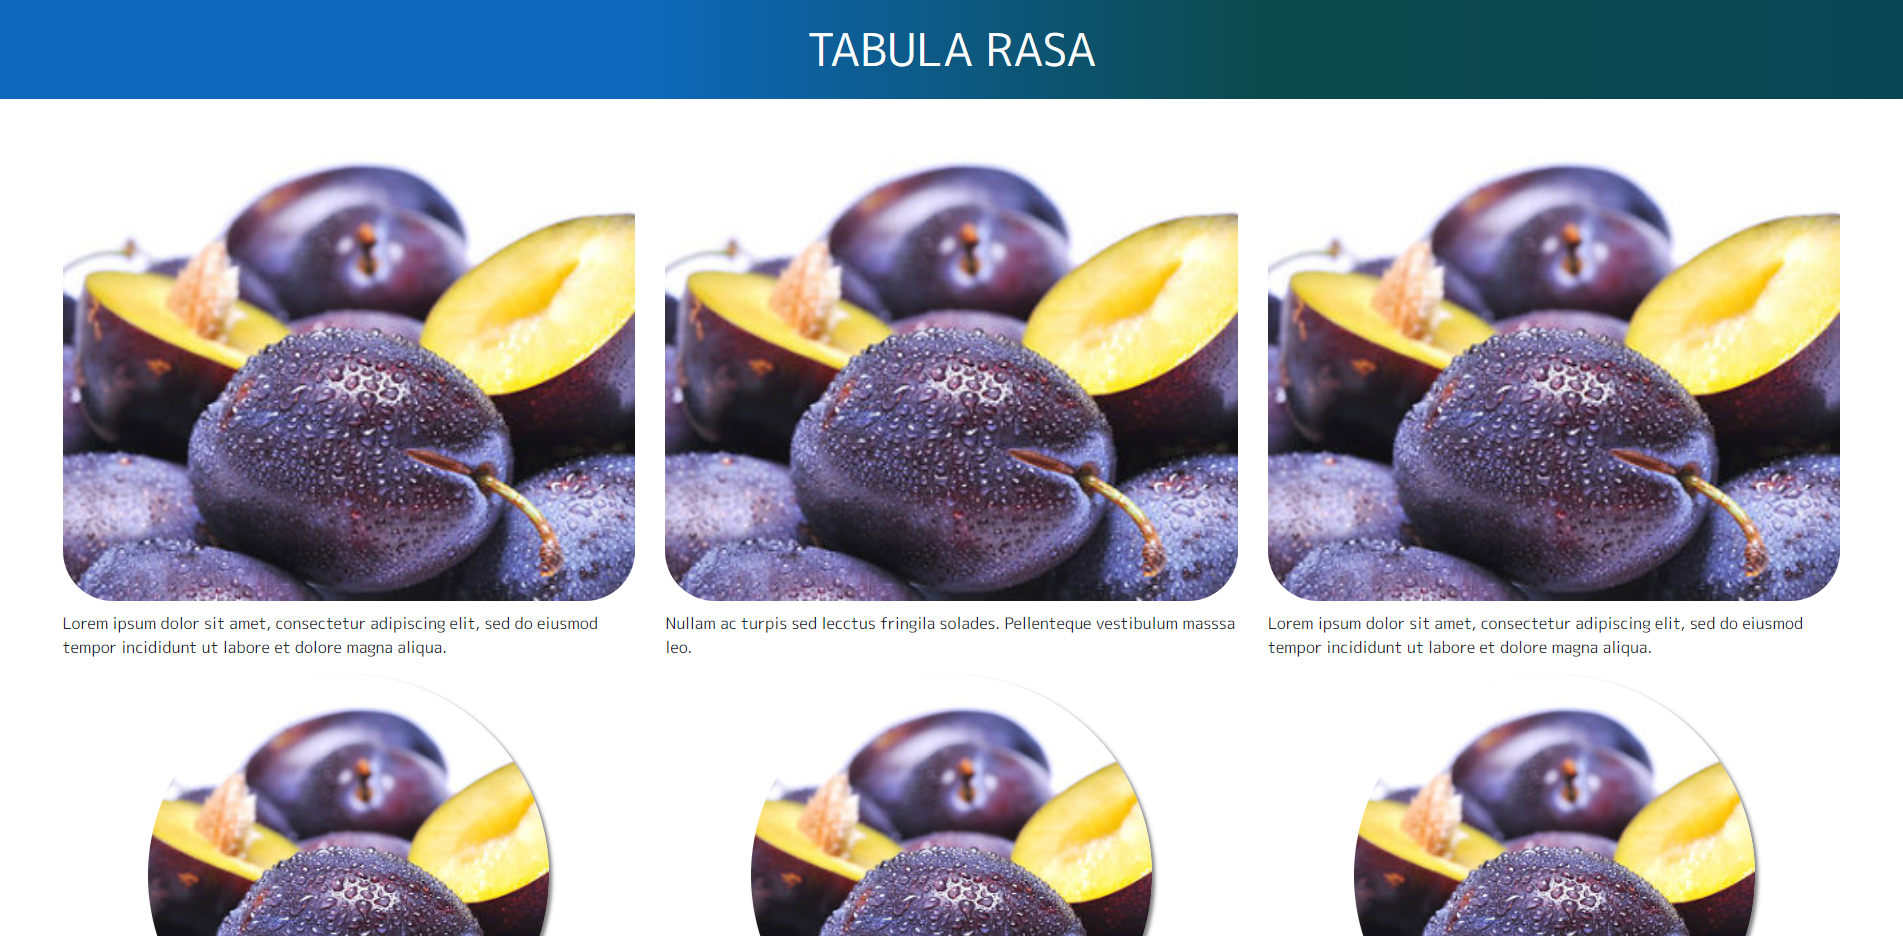 TABULA RASA
Lorem ipsum dolor sit amet, consectetur adipiscing elit, sed do eiusmod
tempor incididunt ut labore et dolore magna aliqua.
Nullam ac turpis sed lecctus fringila solades. Pellenteque vestibulum masssa
leo.
Lorem ipsum dolor sit amet, consectetur adipiscing elit, sed do eiusmod
tempor incididunt ut labore et dolore magna aliqua.